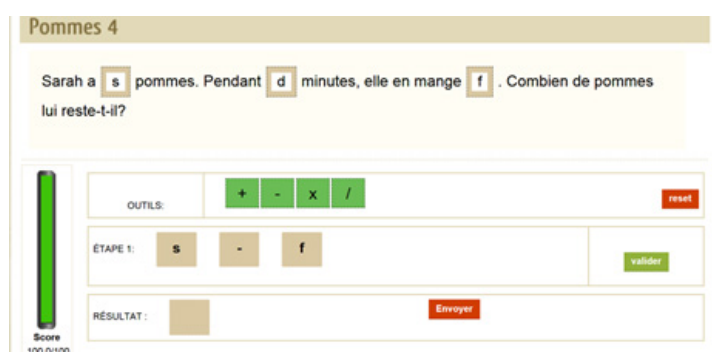 Pommes 4
Sarah a s pommes. Pendant d minutes, elle en mange f . Combien de pommes
lui reste-t-il?
OUTILS: + - x / reset
ÉTAPE 1: s - f valider
RÉSULTAT : Envoyer
Score
100.0/100